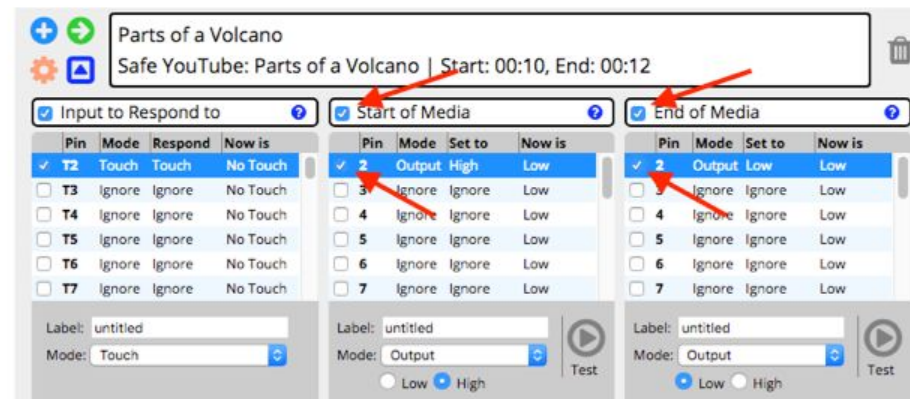 Parts of a Volcano
Safe YouTube: Parts of a Volcano | Start: 00:10, End: 00:12
Input to Respond to ?
Pin Mode Respond Now is
T2 Touch Touch No Touch
T3 Ignore Ignore No Touch
T4 Ignore Ignore No Touch
T5 Ignore Ignore No Touch
T6 Ignore Ignore No Touch
T7 Ignore Ignore No Touch
Label: untitled
Mode: Touch
Start of Media ?
Pin Mode Set to Now is
2 Output High Low
3 Ignore Ignore Low
4 Ignore Ignore Low
5 Ignore Ignore Low
6 Ignore Ignore Low
7 Ignore Ignore Low
Label: untitled
Mode: Output
Low High
Test
End of Media ?
Pin Mode Set to Now is
2 Output Low Low
3 Ignore Ignore Low
4 Ignore Ignore Low
5 Ignore Ignore Low
6 Ignore Ignore Low
7 Ignore Ignore Low
Label: untitled
Mode: Output
Low High
Test